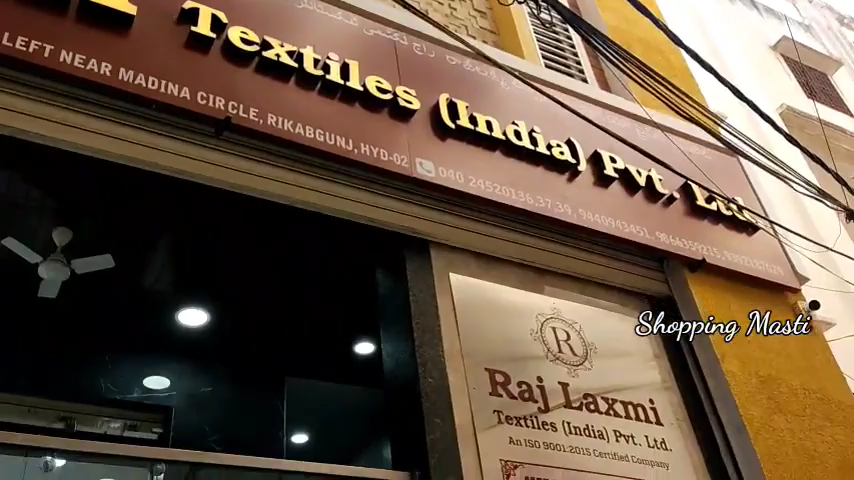 Textiles (India) Pvt. Ltd.
LEFT NEAR MADINA CIRCLE, RIKABGUNJ, HYD-02
040 24520136,37,39, 9440943451, 9866359215, 9392187620
R
Raj Laxmi
Textiles (India) Pvt. Ltd.
An ISO 9001:2015 Certified Company
Shopping Masti